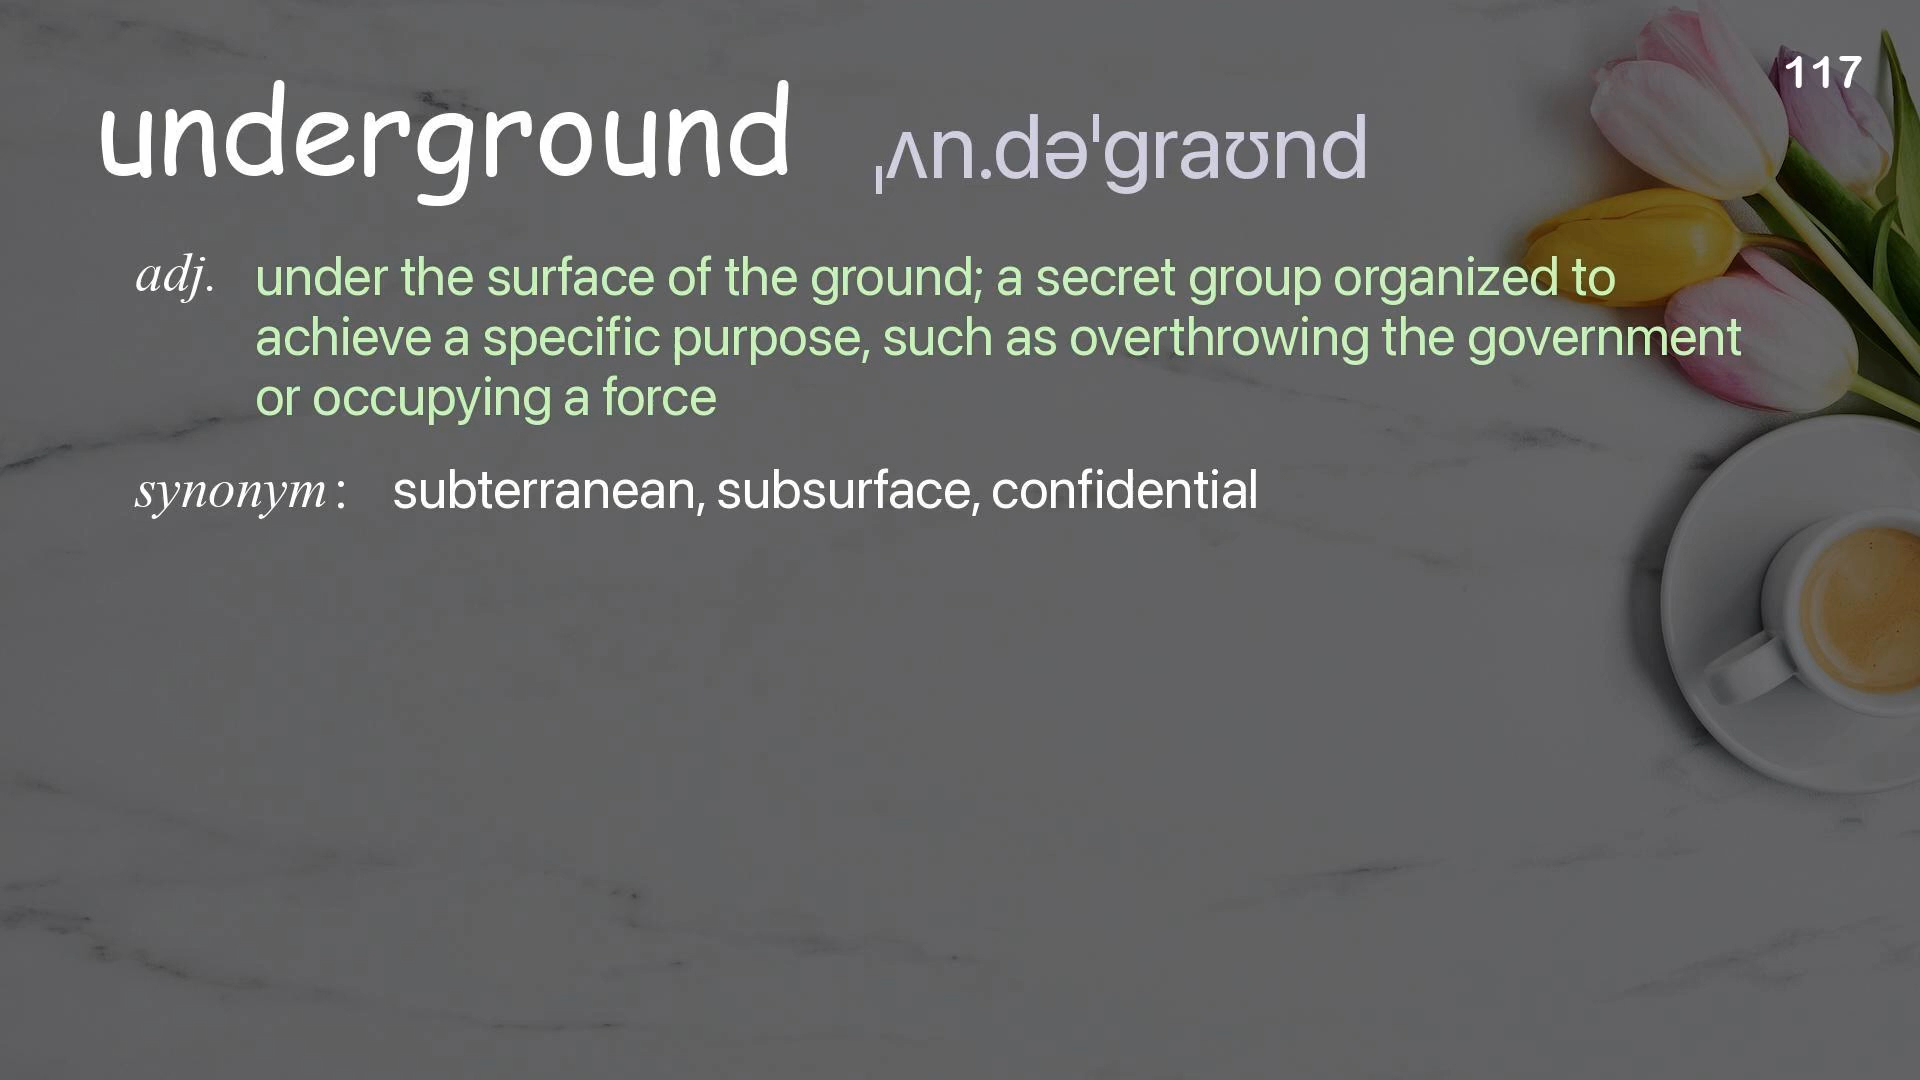 117
underground ˌʌn.dəˈgraʊnd
adj. under the surface of the ground; a secret group organized to
achieve a specific purpose, such as overthrowing the government
or occupying a force
synonym : subterranean, subsurface, confidential